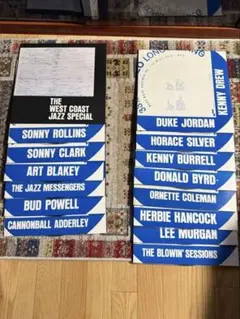 THE
WEST COAST
JAZZ SPECIAL
SONNY ROLLINS
SONNY CLARK
ART BLAKEY
THE JAZZ MESSENGERS
BUD POWELL
CANNONBALL ADDERLEY
KENNY DREW
DUKE JORDAN
HORACE SILVER
KENNY BURRELL
DONALD BYRD
ORNETTE COLEMAN
HERBIE HANCOCK
LEE MORGAN
THE BLOWIN' SESSIONS